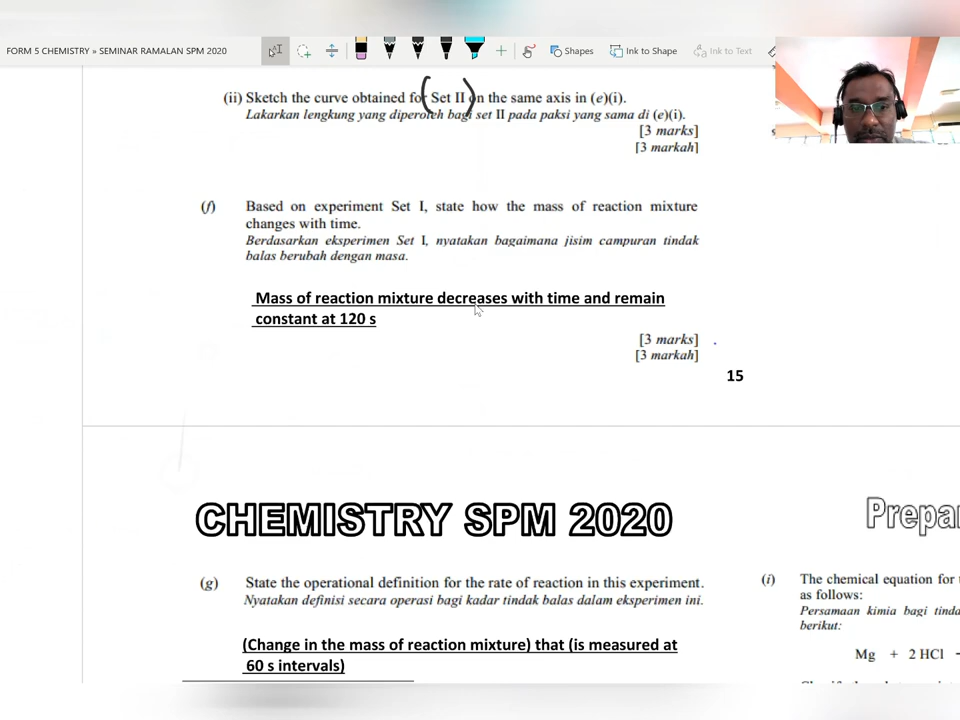 FORM 5 CHEMISTRY » SEMINAR RAMALAN SPM 2020
Shapes
Ink to Shape
Ink to Text
(ii) Sketch the curve obtained for Set II on the same axis in (e)(i).
Lakarkan lengkung yang diperoleh bagi set II pada paksi yang sama di (e)(i).
[3 marks]
[3 markah]
(f) Based on experiment Set I, state how the mass of reaction mixture
changes with time.
Berdasarkan eksperimen Set I, nyatakan bagaimana jisim campuran tindak
balas berubah dengan masa.
Mass of reaction mixture decreases with time and remain
constant at 120 s
[3 marks]
[3 markah]
15
CHEMISTRY SPM 2020
(g) State the operational definition for the rate of reaction in this experiment.
Nyatakan definisi secara operasi bagi kadar tindak balas dalam eksperimen ini.
(Change in the mass of reaction mixture) that (is measured at
60 s intervals)
Prepar
(i) The chemical equation for t
as follows:
Persamaan kimia bagi tinda
berikut:
Mg + 2 HCl